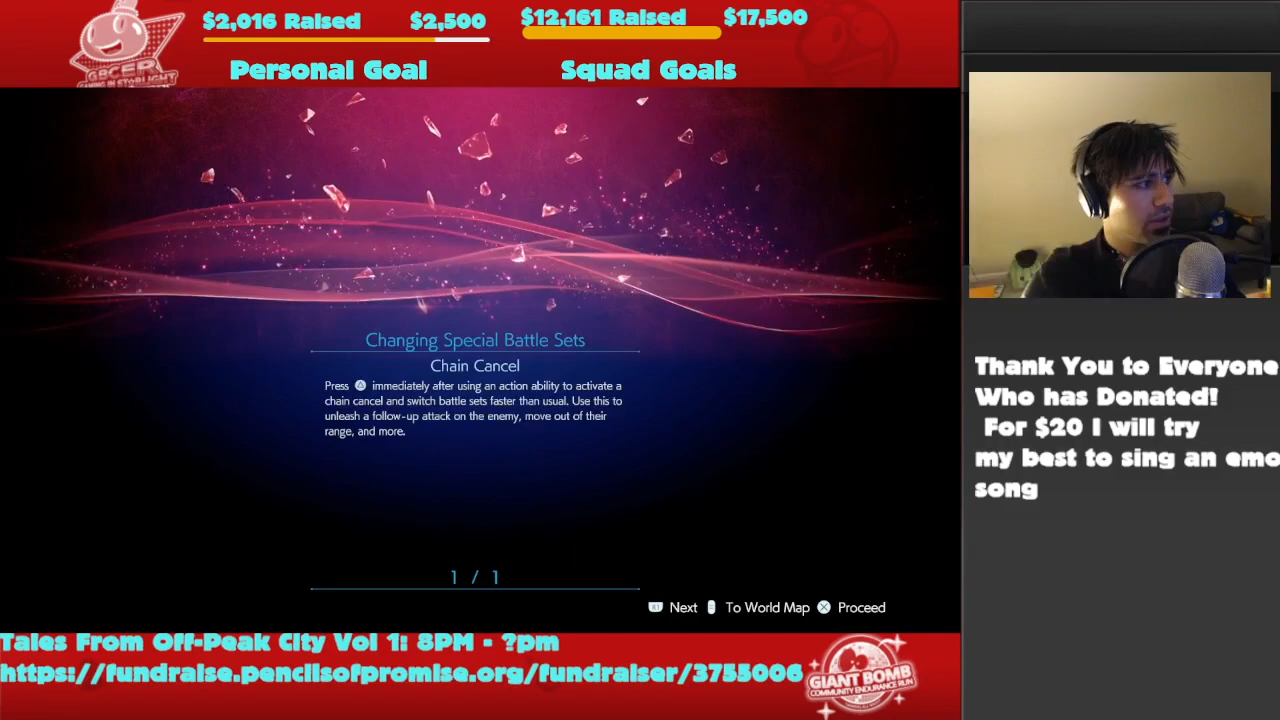 $2,016 Raised $2,500 $12,161 Raised $17,500
Personal Goal Squad Goals
GBCER
GAMING IN STARLIGHT
Changing Special Battle Sets
Chain Cancel
Press immediately after using an action ability to activate a
chain cancel and switch battle sets faster than usual. Use this to
unleash a follow-up attack on the enemy, move out of their
range, and more.
1 / 1
Next To World Map Proceed
Thank You to Everyone
Who has Donated!
For $20 I will try
my best to sing an emo
song
Tales From Off-Peak City Vol 1: 8PM - ?pm
https://fundraise.pencilsofpromise.org/fundraiser/3755006
GIANT BOMB
COMMUNITY ENDURANCE RUN